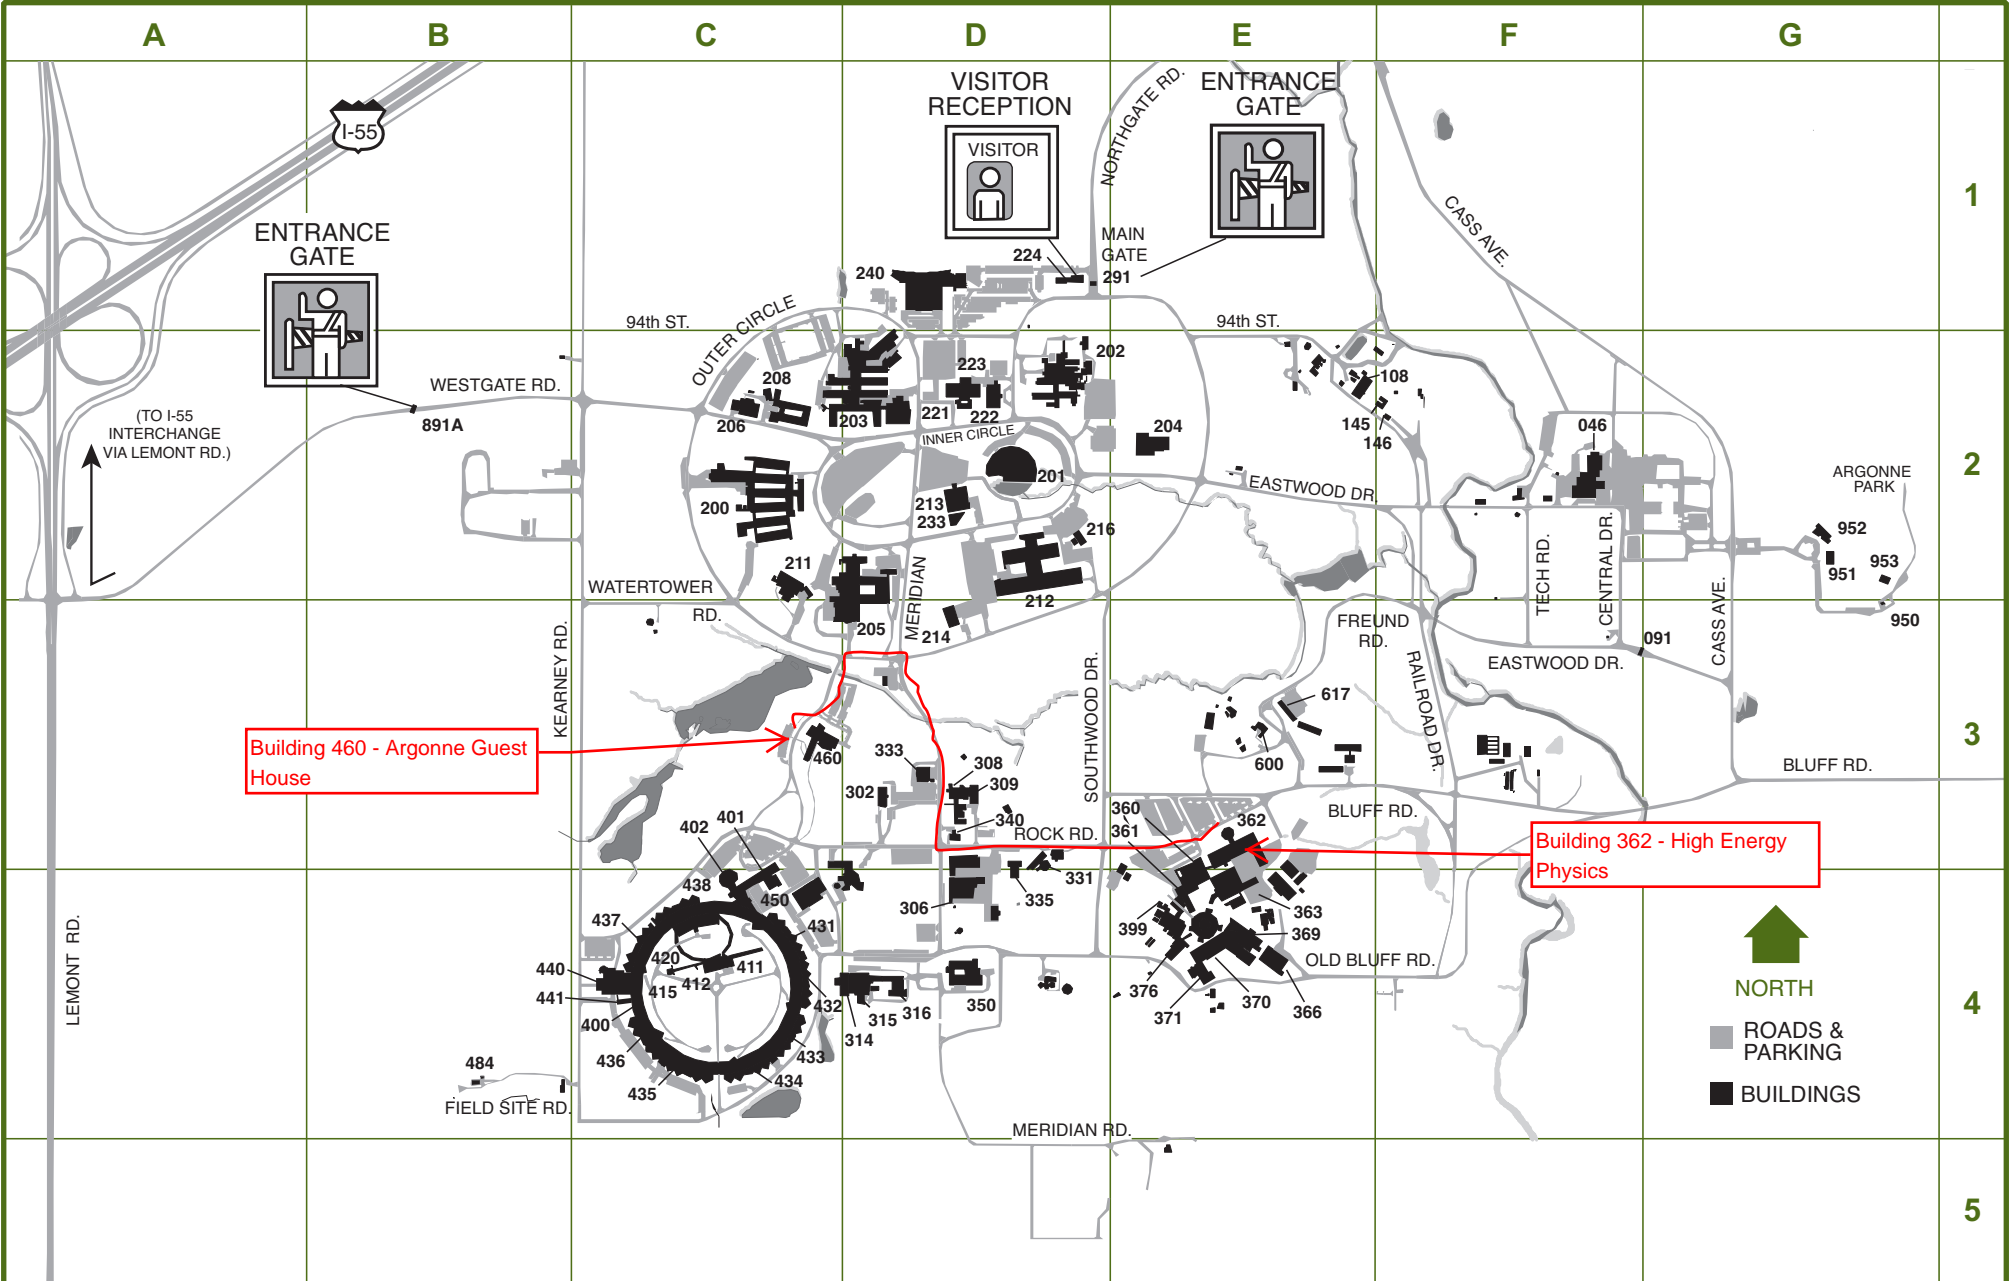 A
B
C
D
E
F
G
1
2
3
4
5
I-55
VISITOR
RECEPTION
VISITOR
ENTRANCE
GATE
NORTHGATE RD.
MAIN
GATE
224
291
240
CASS AVE.
ENTRANCE
GATE
94th ST.
OUTER CIRCLE
94th ST.
WESTGATE RD.
891A
(TO I-55
INTERCHANGE
VIA LEMONT RD.)
208
206
203
223
221
222
202
INNER CIRCLE
204
108
145
146
046
201
200
213
233
216
EASTWOOD DR.
ARGONNE
PARK
952
951
953
950
211
212
214
205
MERIDIAN
WATERTOWER
RD.
KEARNEY RD.
SOUTHWOOD DR.
FREUND
RD.
RAILROAD DR.
TECH RD.
CENTRAL DR.
CASS AVE.
091
EASTWOOD DR.
617
600
BLUFF RD.
BLUFF RD.
Building 460 - Argonne Guest
House
460
333
302
308
309
340
ROCK RD.
360
361
362
Building 362 - High Energy
Physics
402
401
438
450
437
431
420
411
412
415
440
441
400
436
435
434
433
432
306
335
331
399
363
369
376
371
370
366
OLD BLUFF RD.
314
315
316
350
484
FIELD SITE RD.
LEMONT RD.
MERIDIAN RD.
NORTH
ROADS &
PARKING
BUILDINGS